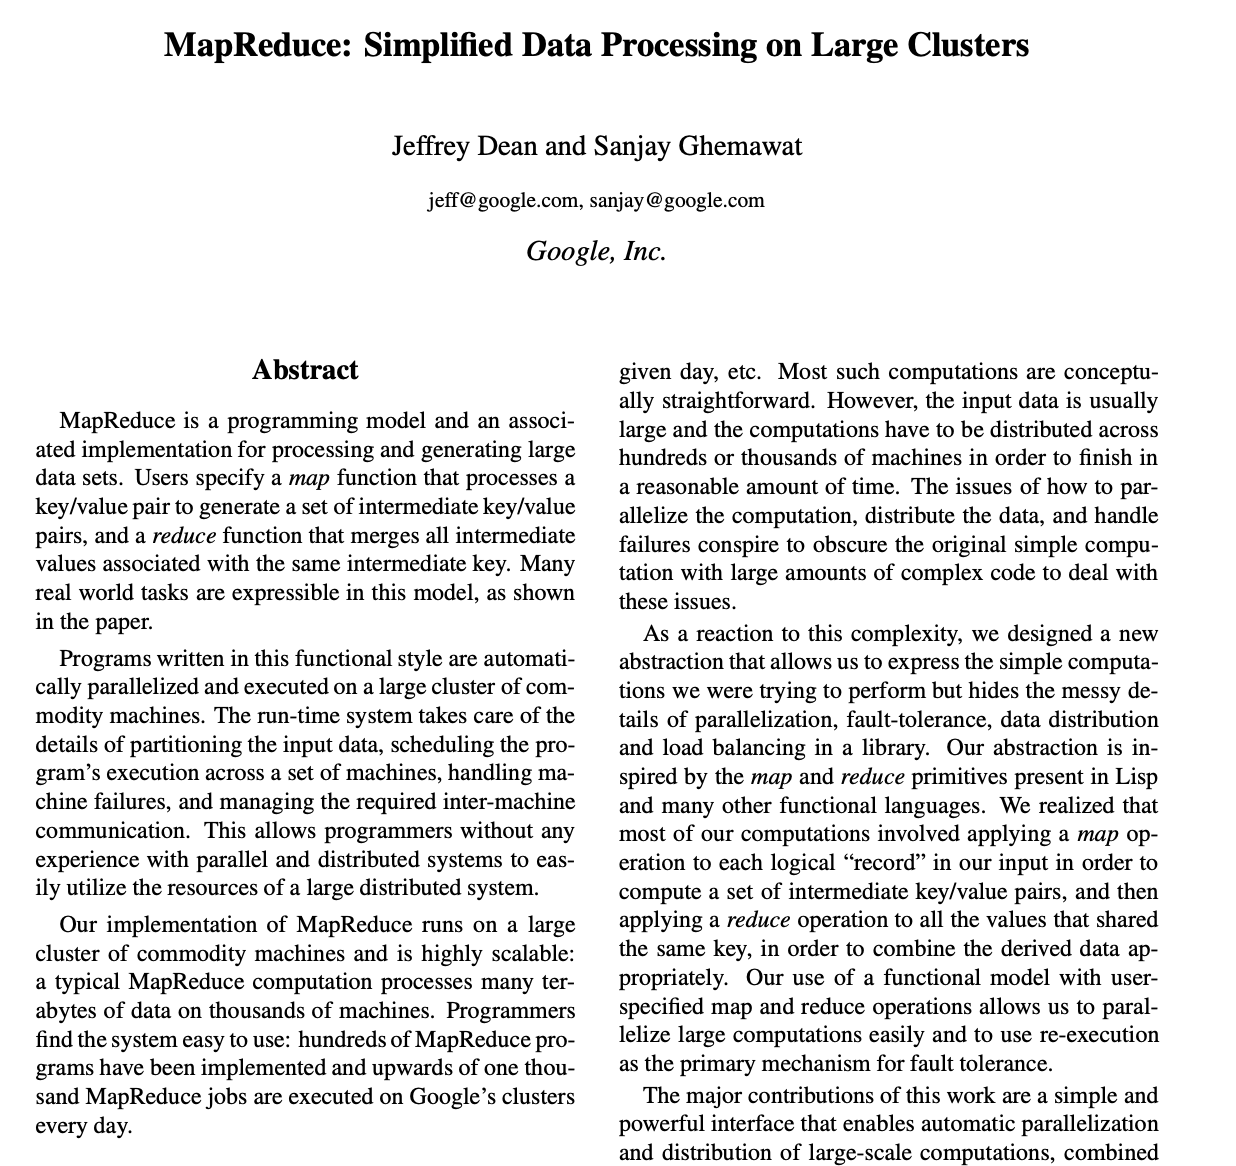 MapReduce: Simplified Data Processing on Large Clusters
Jeffrey Dean and Sanjay Ghemawat
jeff@google.com, sanjay@google.com
Google, Inc.
Abstract
MapReduce is a programming model and an associ-
ated implementation for processing and generating large
data sets. Users specify a map function that processes a
key/value pair to generate a set of intermediate key/value
pairs, and a reduce function that merges all intermediate
values associated with the same intermediate key. Many
real world tasks are expressible in this model, as shown
in the paper.
Programs written in this functional style are automati-
cally parallelized and executed on a large cluster of com-
modity machines. The run-time system takes care of the
details of partitioning the input data, scheduling the pro-
gram's execution across a set of machines, handling ma-
chine failures, and managing the required inter-machine
communication. This allows programmers without any
experience with parallel and distributed systems to eas-
ily utilize the resources of a large distributed system.
Our implementation of MapReduce runs on a large
cluster of commodity machines and is highly scalable:
a typical MapReduce computation processes many ter-
abytes of data on thousands of machines. Programmers
find the system easy to use: hundreds of MapReduce pro-
grams have been implemented and upwards of one thou-
sand MapReduce jobs are executed on Google's clusters
every day.
given day, etc. Most such computations are conceptu-
ally straightforward. However, the input data is usually
large and the computations have to be distributed across
hundreds or thousands of machines in order to finish in
a reasonable amount of time. The issues of how to par-
allelize the computation, distribute the data, and handle
failures conspire to obscure the original simple compu-
tation with large amounts of complex code to deal with
these issues.
As a reaction to this complexity, we designed a new
abstraction that allows us to express the simple computa-
tions we were trying to perform but hides the messy de-
tails of parallelization, fault-tolerance, data distribution
and load balancing in a library. Our abstraction is in-
spired by the map and reduce primitives present in Lisp
and many other functional languages. We realized that
most of our computations involved applying a map op-
eration to each logical “record” in our input in order to
compute a set of intermediate key/value pairs, and then
applying a reduce operation to all the values that shared
the same key, in order to combine the derived data ap-
propriately. Our use of a functional model with user-
specified map and reduce operations allows us to paral-
lelize large computations easily and to use re-execution
as the primary mechanism for fault tolerance.
The major contributions of this work are a simple and
powerful interface that enables automatic parallelization
and distribution of large-scale computations, combined